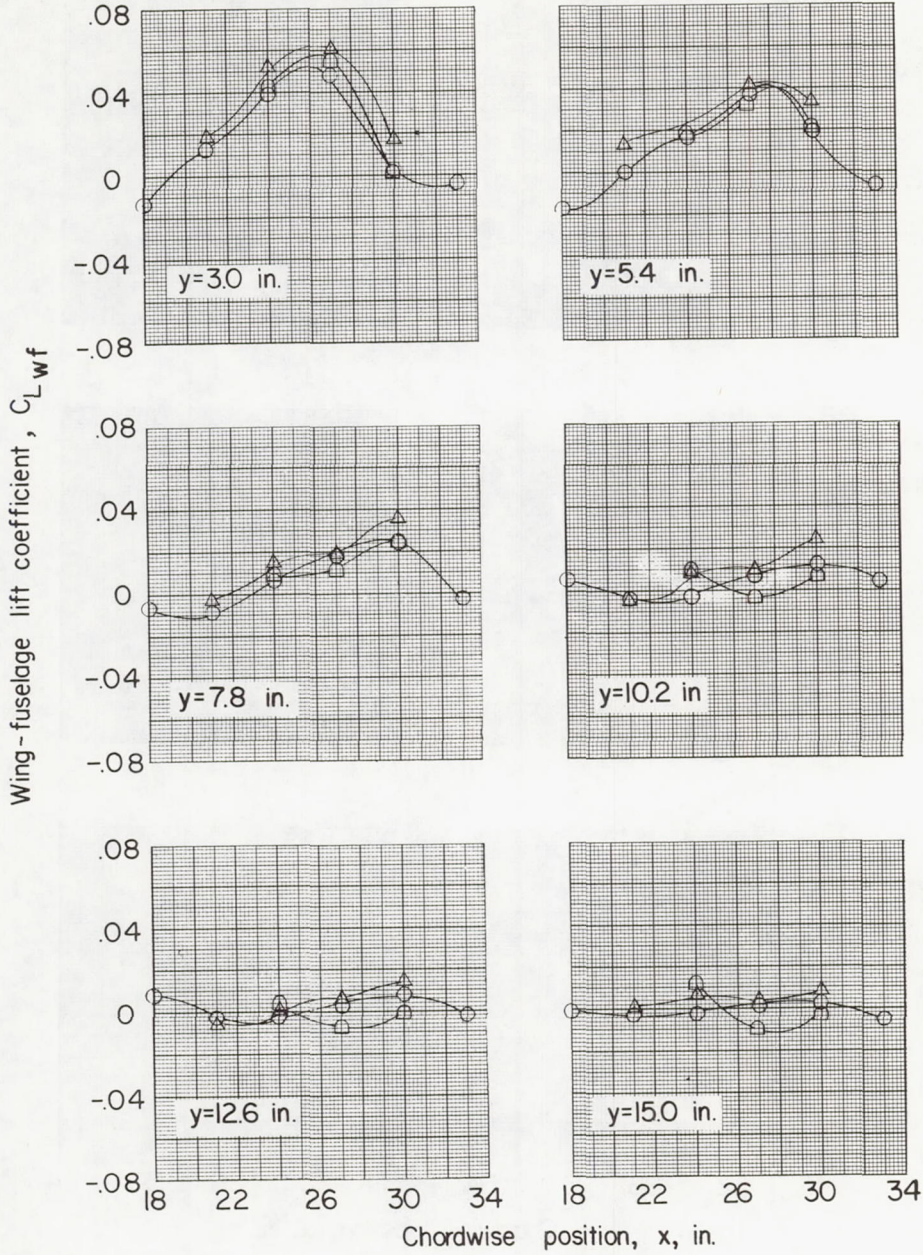 .08
.04
0
-.04
-.08
y=3.0 in.
y=5.4 in.
Wing-fuselage lift coefficient, CLwf
.08
.04
0
-.04
-.08
y=7.8 in.
y=10.2 in
.08
.04
0
-.04
-.08
y=12.6 in.
y=15.0 in.
18 22 26 30 34
18 22 26 30 34
Chordwise position, x, in.